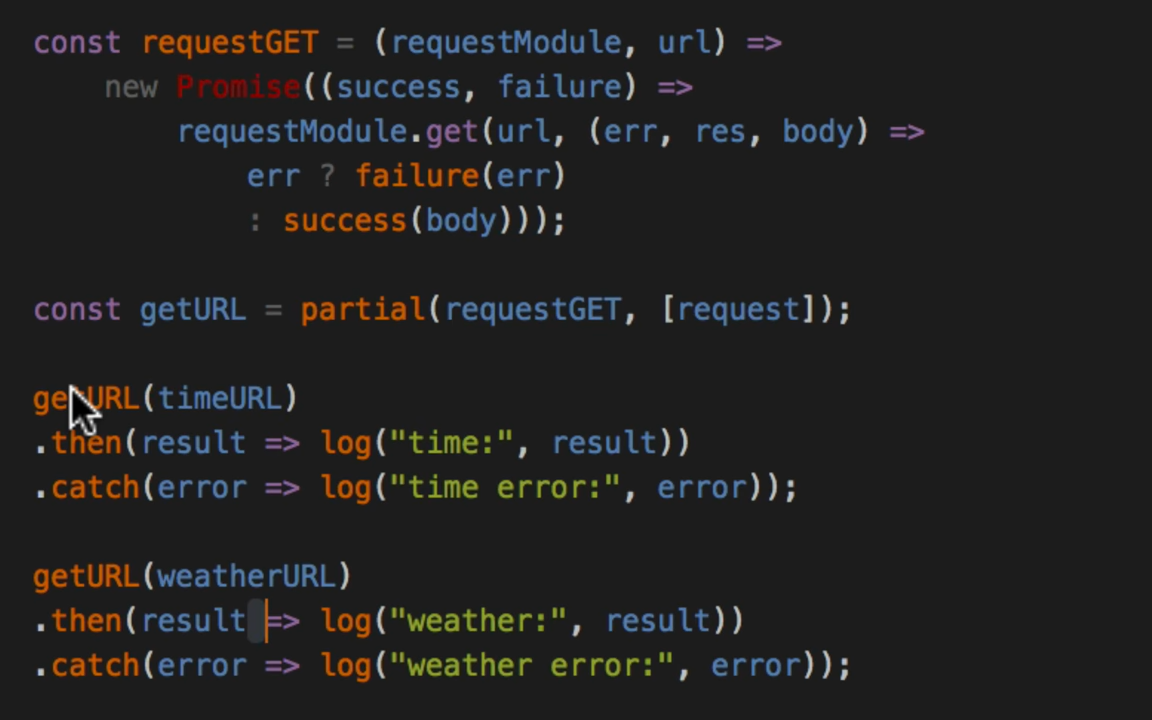 const requestGET = (requestModule, url) =>
new Promise((success, failure) =>
requestModule.get(url, (err, res, body) =>
err ? failure(err)
: success(body)));
const getURL = partial(requestGET, [request]);
getURL(timeURL)
.then(result => log("time:", result))
.catch(error => log("time error:", error));
getURL(weatherURL)
.then(result => log("weather:", result))
.catch(error => log("weather error:", error));